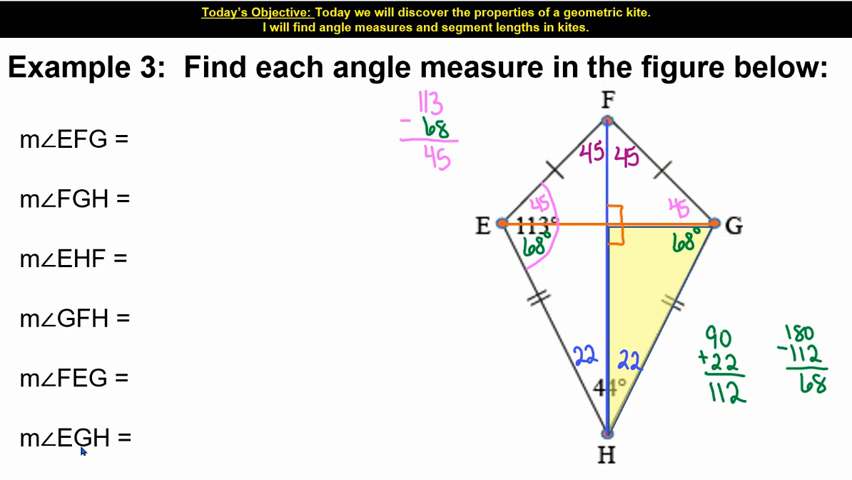 Today's Objective: Today we will discover the properties of a geometric kite.
I will find angle measures and segment lengths in kites.
Example 3: Find each angle measure in the figure below:
m∠EFG =
m∠FGH =
m∠EHF =
m∠GFH =
m∠FEG =
m∠EGH =
113
- 68
45
F
45 45
45
45
E
113°
G
68°
68°
22
22
44°
H
90
+22
112
180
-112
68